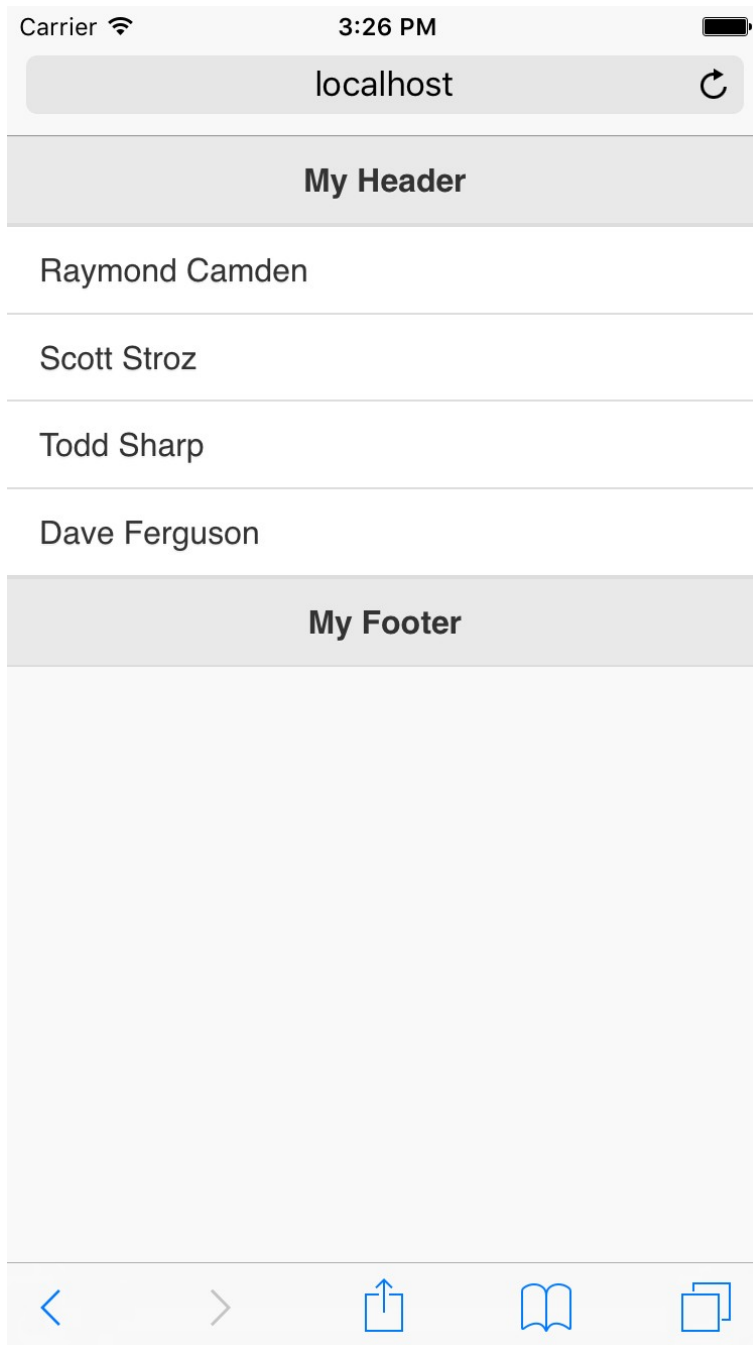 Carrier
3:26 PM
localhost
My Header
Raymond Camden
Scott Stroz
Todd Sharp
Dave Ferguson
My Footer